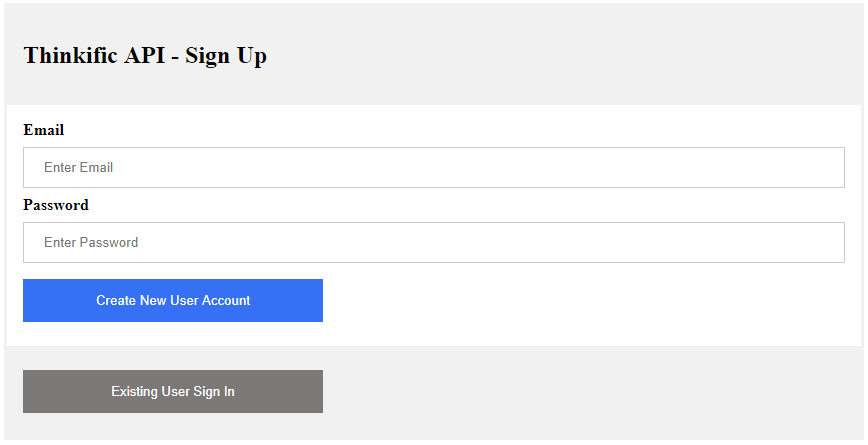 Thinkific API - Sign Up
Email
Enter Email
Password
Enter Password
Create New User Account
Existing User Sign In